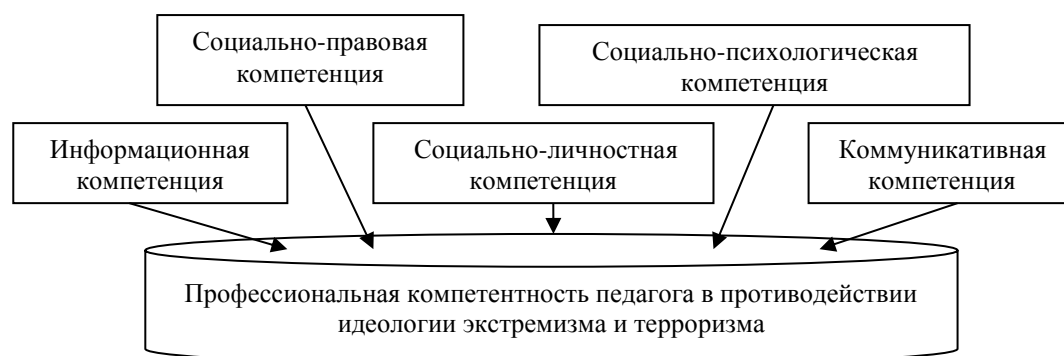 Социально-правовая
компетенция
Социально-психологическая
компетенция
Информационная
компетенция
Социально-личностная
компетенция
Коммуникативная
компетенция
Профессиональная компетентность педагога в противодействии
идеологии экстремизма и терроризма